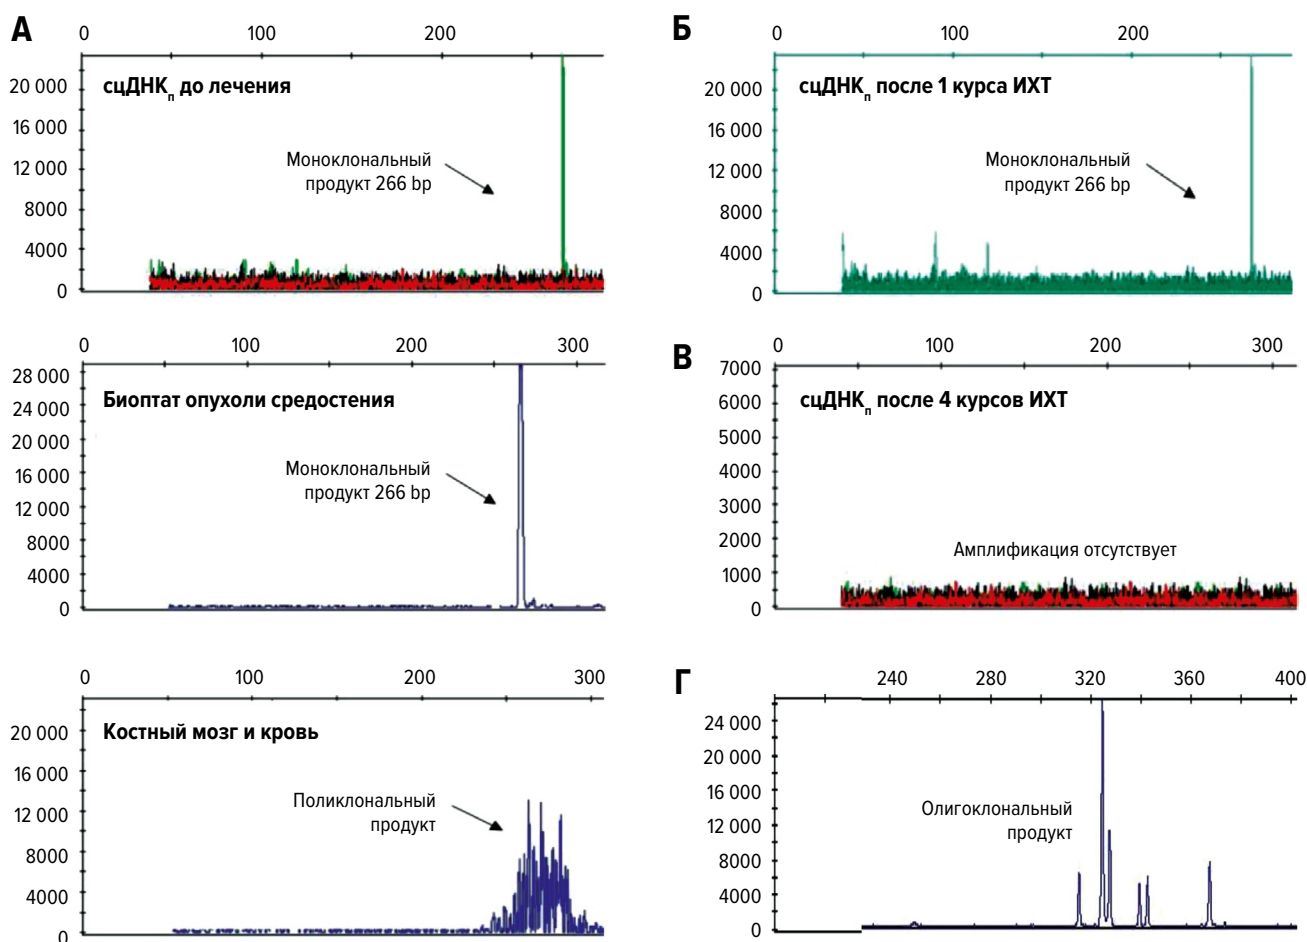 А
0 100 200
сцДНКп до лечения
20 000
16 000
12 000
8000
4000
0
Моноклональный
продукт 266 bp
0 100 200 300
Биоптат опухоли средостения
28 000
24 000
20 000
16 000
12 000
8000
4000
0
Моноклональный
продукт 266 bp
0 100 200 300
Костный мозг и кровь
20 000
16 000
12 000
8000
4000
0
Поликлональный
продукт
Б
0 100 200
сцДНКп после 1 курса ИХТ
20 000
16 000
12 000
8000
4000
0
Моноклональный
продукт 266 bp
В
0 100 200 300
7000
сцДНКп после 4 курсов ИХТ
6000
5000
4000
3000
2000
1000
0
Амплификация отсутствует
Г
240 280 320 360 400
24 000
20 000
16 000
12 000
8000
4000
0
Олигоклональный
продукт